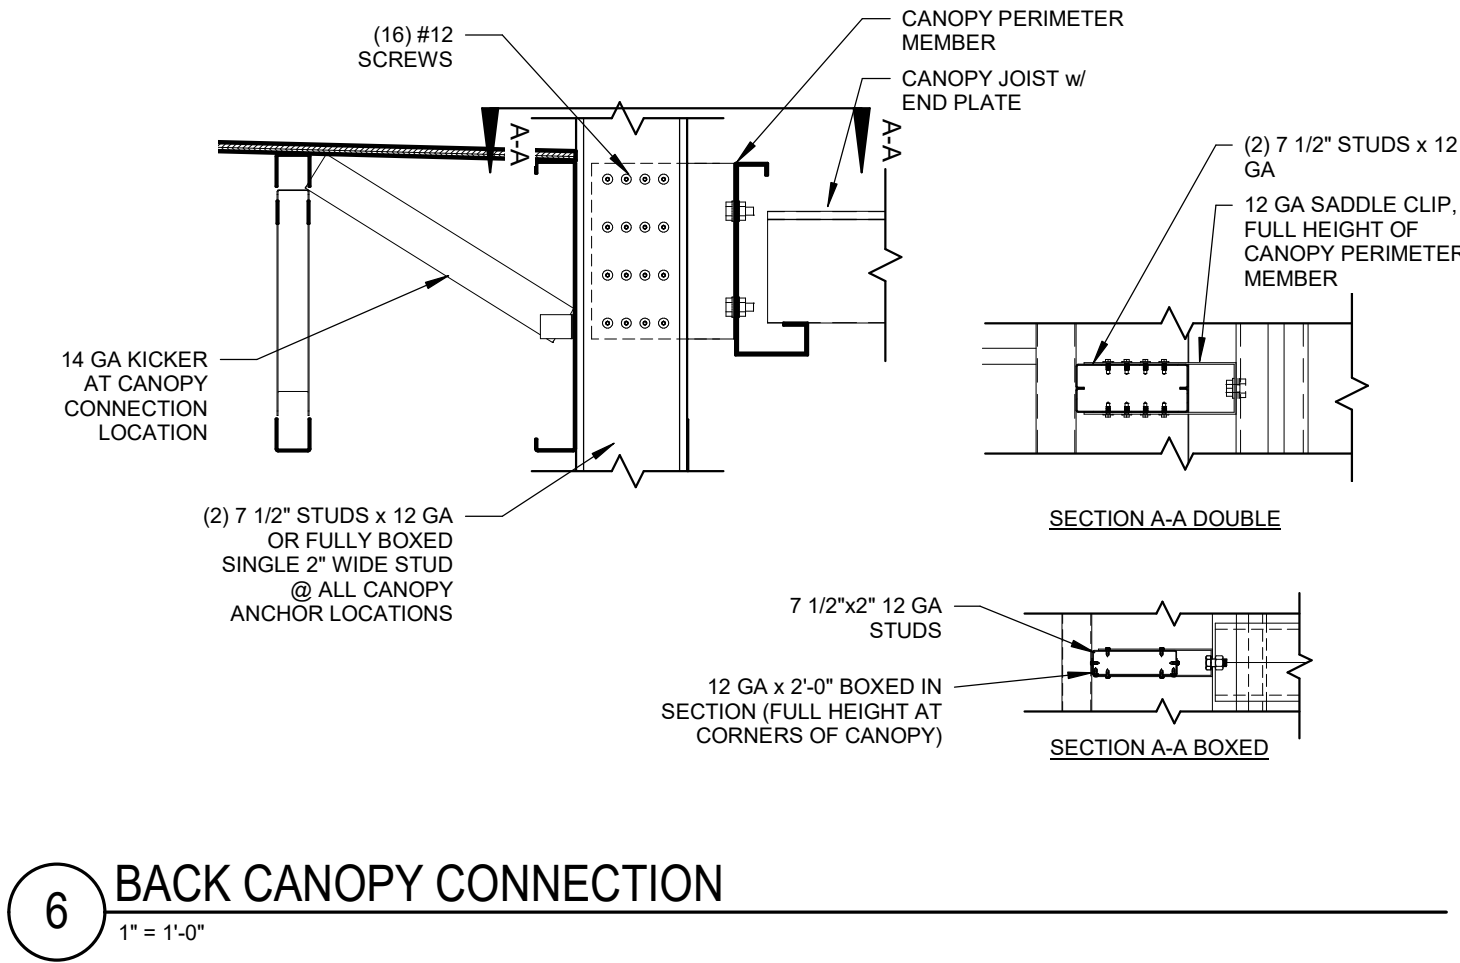 (16) #12
SCREWS
CANOPY PERIMETER
MEMBER
CANOPY JOIST w/
END PLATE
A-A
A-A
(2) 7 1/2" STUDS x 12
GA
12 GA SADDLE CLIP,
FULL HEIGHT OF
CANOPY PERIMETER
MEMBER
14 GA KICKER
AT CANOPY
CONNECTION
LOCATION
(2) 7 1/2" STUDS x 12 GA
OR FULLY BOXED
SINGLE 2" WIDE STUD
@ ALL CANOPY
ANCHOR LOCATIONS
SECTION A-A DOUBLE
7 1/2"x2" 12 GA
STUDS
12 GA x 2'-0" BOXED IN
SECTION (FULL HEIGHT AT
CORNERS OF CANOPY)
SECTION A-A BOXED
6
BACK CANOPY CONNECTION
1" = 1'-0"